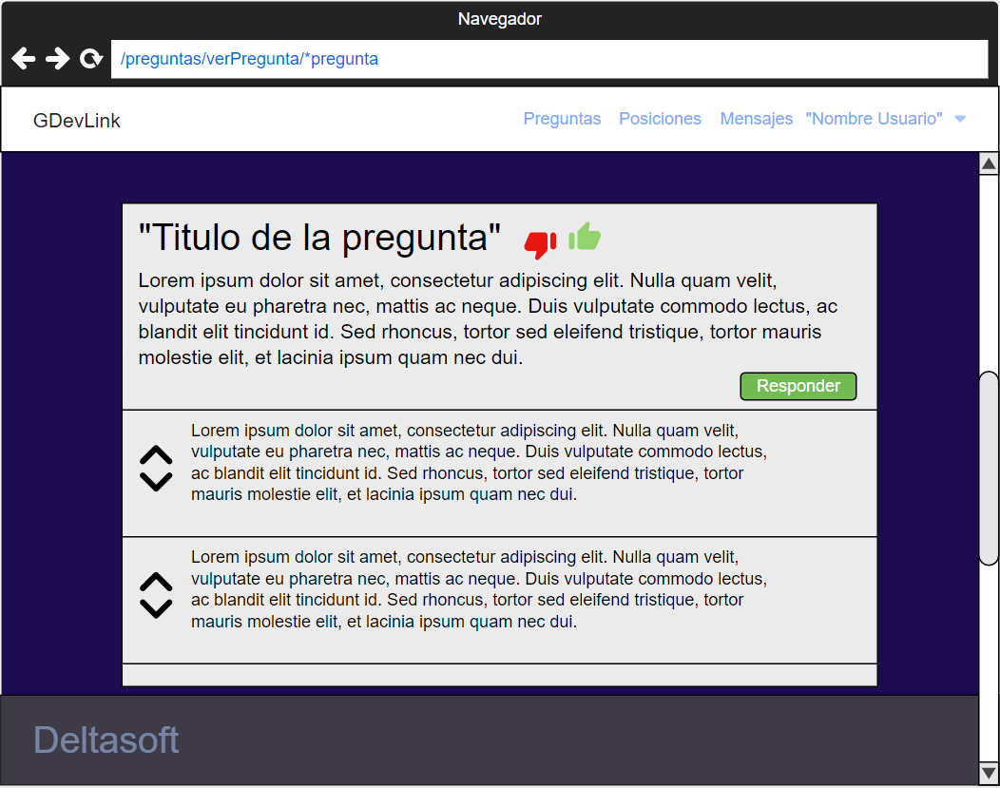 Navegador
/preguntas/verPregunta/*pregunta
GDevLink
Preguntas Posiciones Mensajes "Nombre Usuario"
"Titulo de la pregunta"
Lorem ipsum dolor sit amet, consectetur adipiscing elit. Nulla quam velit,
vulputate eu pharetra nec, mattis ac neque. Duis vulputate commodo lectus, ac
blandit elit tincidunt id. Sed rhoncus, tortor sed eleifend tristique, tortor mauris
molestie elit, et lacinia ipsum quam nec dui.
Responder
Lorem ipsum dolor sit amet, consectetur adipiscing elit. Nulla quam velit,
vulputate eu pharetra nec, mattis ac neque. Duis vulputate commodo lectus,
ac blandit elit tincidunt id. Sed rhoncus, tortor sed eleifend tristique, tortor
mauris molestie elit, et lacinia ipsum quam nec dui.
Lorem ipsum dolor sit amet, consectetur adipiscing elit. Nulla quam velit,
vulputate eu pharetra nec, mattis ac neque. Duis vulputate commodo lectus,
ac blandit elit tincidunt id. Sed rhoncus, tortor sed eleifend tristique, tortor
mauris molestie elit, et lacinia ipsum quam nec dui.
Deltasoft